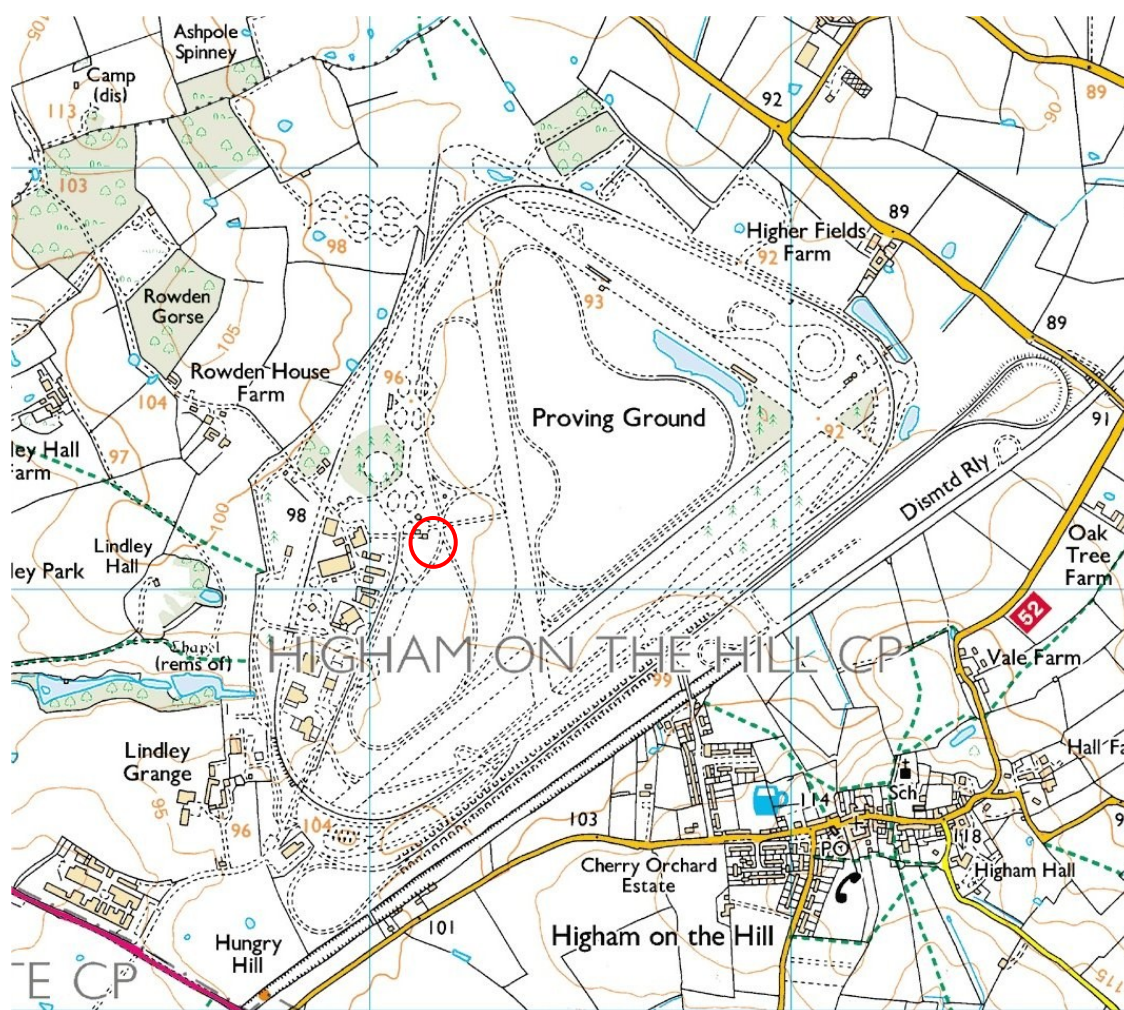 105
Ashpole
Spinney
Camp
(dis)
113
103
92
90
89
89
98
Higher Fields
Farm
92
93
Rowden
Gorse
105
89
Rowden House
Farm
96
104
Proving Ground
91
92
ley Hall
arm
97
Dismtd Rly
100
98
Oak
Tree
Farm
Lindley
Hall
ley Park
52
Chapel
(rems of)
HIGHAM ON THE HILL CP
Vale Farm
99
Lindley
Grange
Hall Fa
Sch
114
95
96
104
103
PO
118
9
Cherry Orchard
Estate
Higham Hall
101
Hungry
Hill
Higham on the Hill
E CP
115